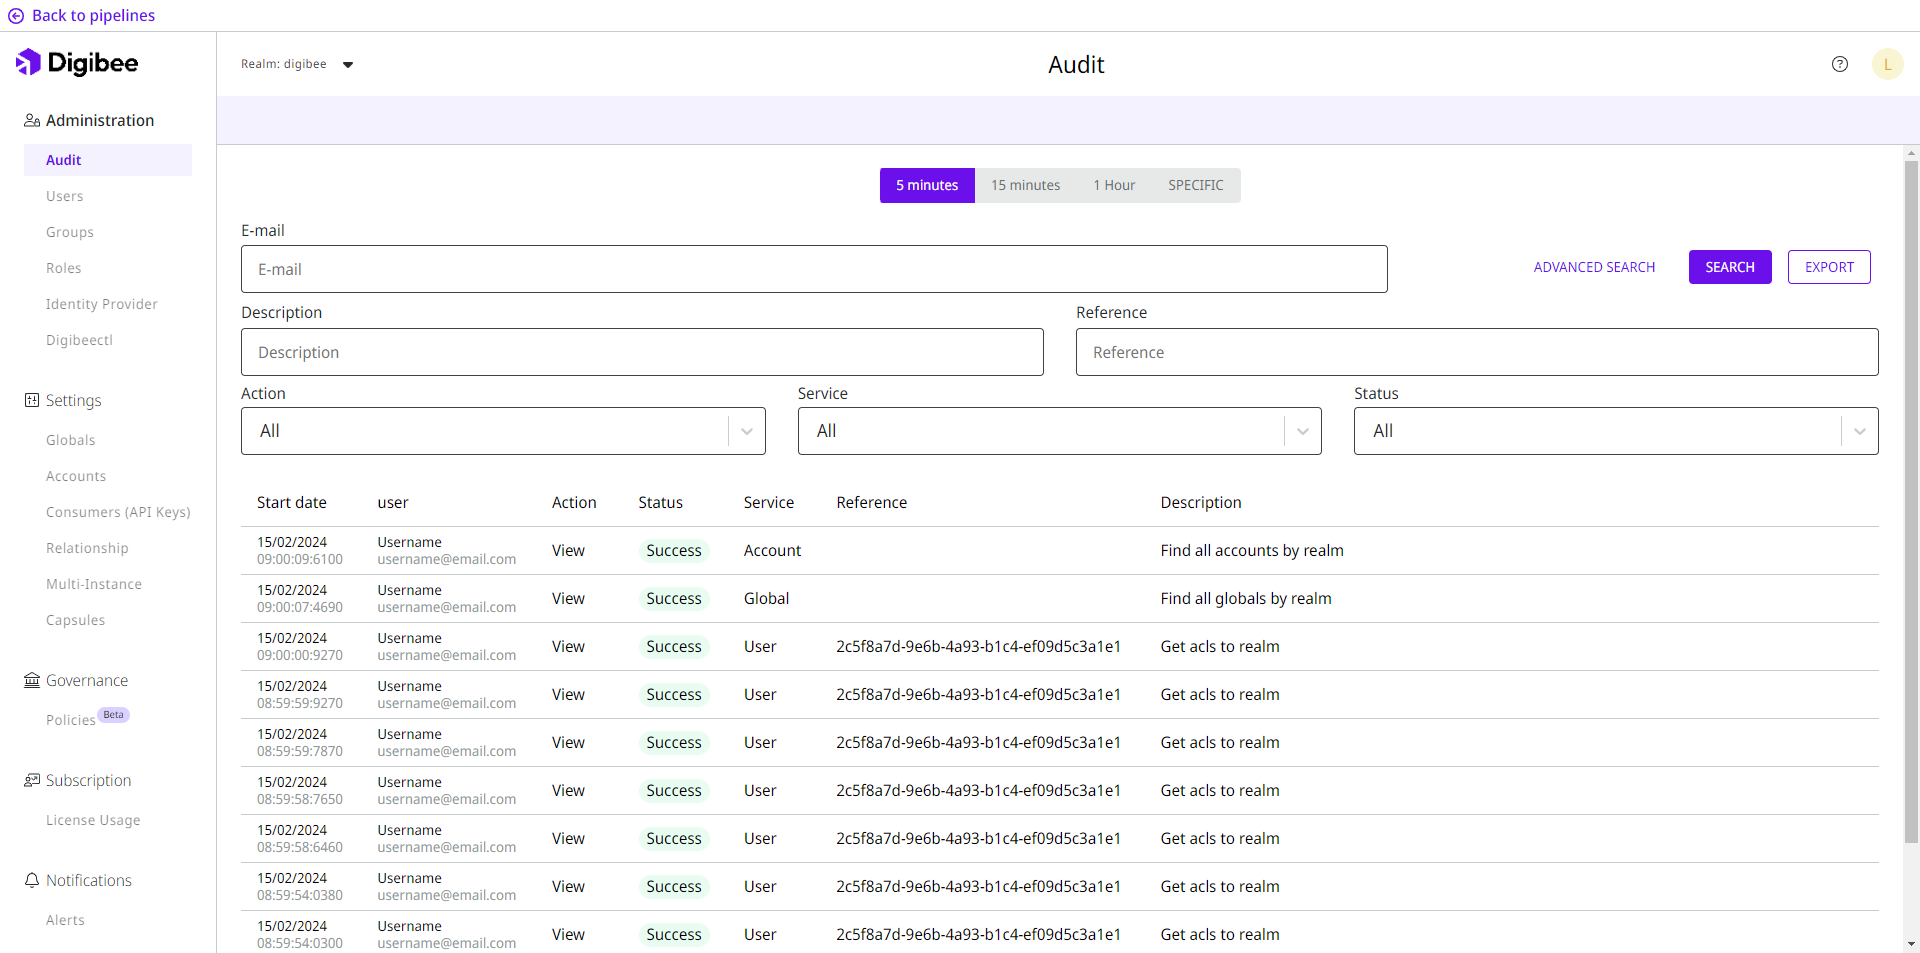 Back to pipelines
Digibee
Realm: digibee
Audit
L
Administration
Audit
Users
Groups
Roles
Identity Provider
Digibeectl
Settings
Globals
Accounts
Consumers (API Keys)
Relationship
Multi-Instance
Capsules
Governance
Policies Beta
Subscription
License Usage
Notifications
Alerts
5 minutes 15 minutes 1 Hour SPECIFIC
E-mail
E-mail
ADVANCED SEARCH SEARCH EXPORT
Description Reference
Description Reference
Action Service Status
All All All
Start date user Action Status Service Reference Description
15/02/2024 Username
09:00:09:6100 username@email.com View Success Account Find all accounts by realm
15/02/2024 Username
09:00:07:4690 username@email.com View Success Global Find all globals by realm
15/02/2024 Username
09:00:00:9270 username@email.com View Success User 2c5f8a7d-9e6b-4a93-b1c4-ef09d5c3a1e1 Get acls to realm
15/02/2024 Username
08:59:59:9270 username@email.com View Success User 2c5f8a7d-9e6b-4a93-b1c4-ef09d5c3a1e1 Get acls to realm
15/02/2024 Username
08:59:59:7870 username@email.com View Success User 2c5f8a7d-9e6b-4a93-b1c4-ef09d5c3a1e1 Get acls to realm
15/02/2024 Username
08:59:58:7650 username@email.com View Success User 2c5f8a7d-9e6b-4a93-b1c4-ef09d5c3a1e1 Get acls to realm
15/02/2024 Username
08:59:58:6460 username@email.com View Success User 2c5f8a7d-9e6b-4a93-b1c4-ef09d5c3a1e1 Get acls to realm
15/02/2024 Username
08:59:54:0380 username@email.com View Success User 2c5f8a7d-9e6b-4a93-b1c4-ef09d5c3a1e1 Get acls to realm
15/02/2024 Username
08:59:54:0300 username@email.com View Success User 2c5f8a7d-9e6b-4a93-b1c4-ef09d5c3a1e1 Get acls to realm